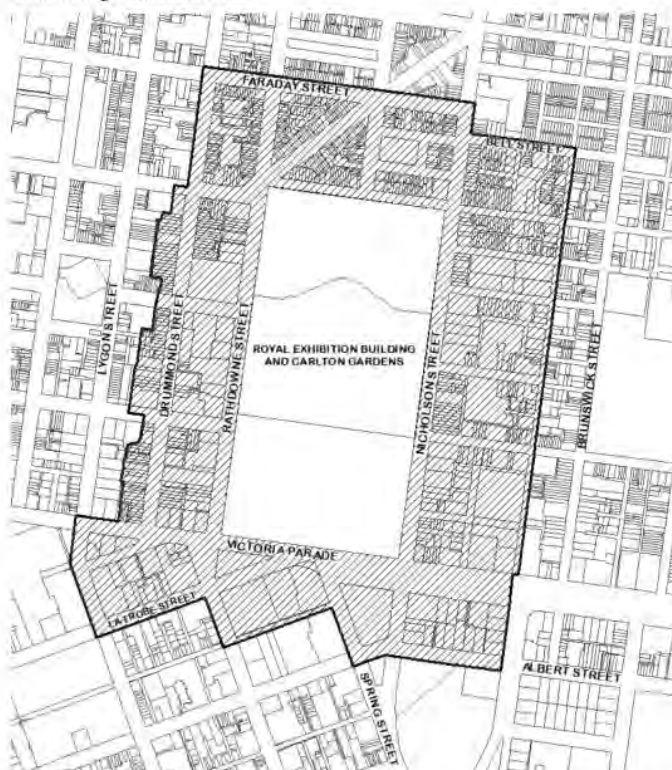 FARADAY STREET
BELL STREET
LYGON STREET
DRUMMOND STREET
RATHDOWNE STREET
ROYAL EXHIBITION BUILDING
AND CARLTON GARDENS
NICHOLSON STREET
BRUNSWICK STREET
VICTORIA PARADE
LATROBE STREET
SPRING STREET
ALBERT STREET